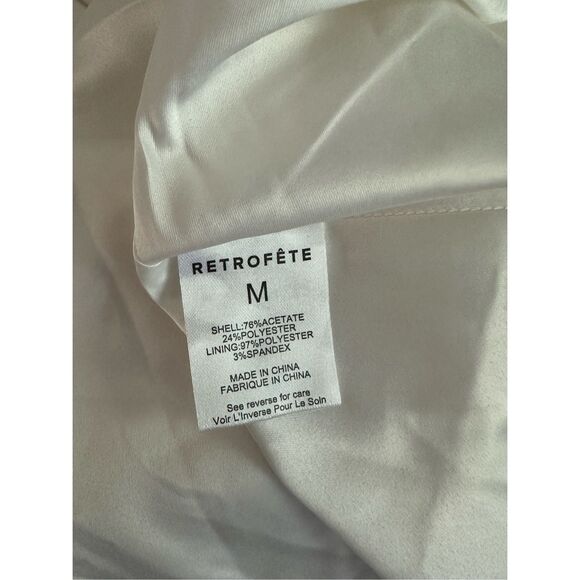 RETROFÊTE
M
SHELL:76%ACETATE
24%POLYESTER
LINING:97%POLYESTER
3%SPANDEX
MADE IN CHINA
FABRIQUE IN CHINA
See reverse for care
Voir L'Inverse Pour Le Soin